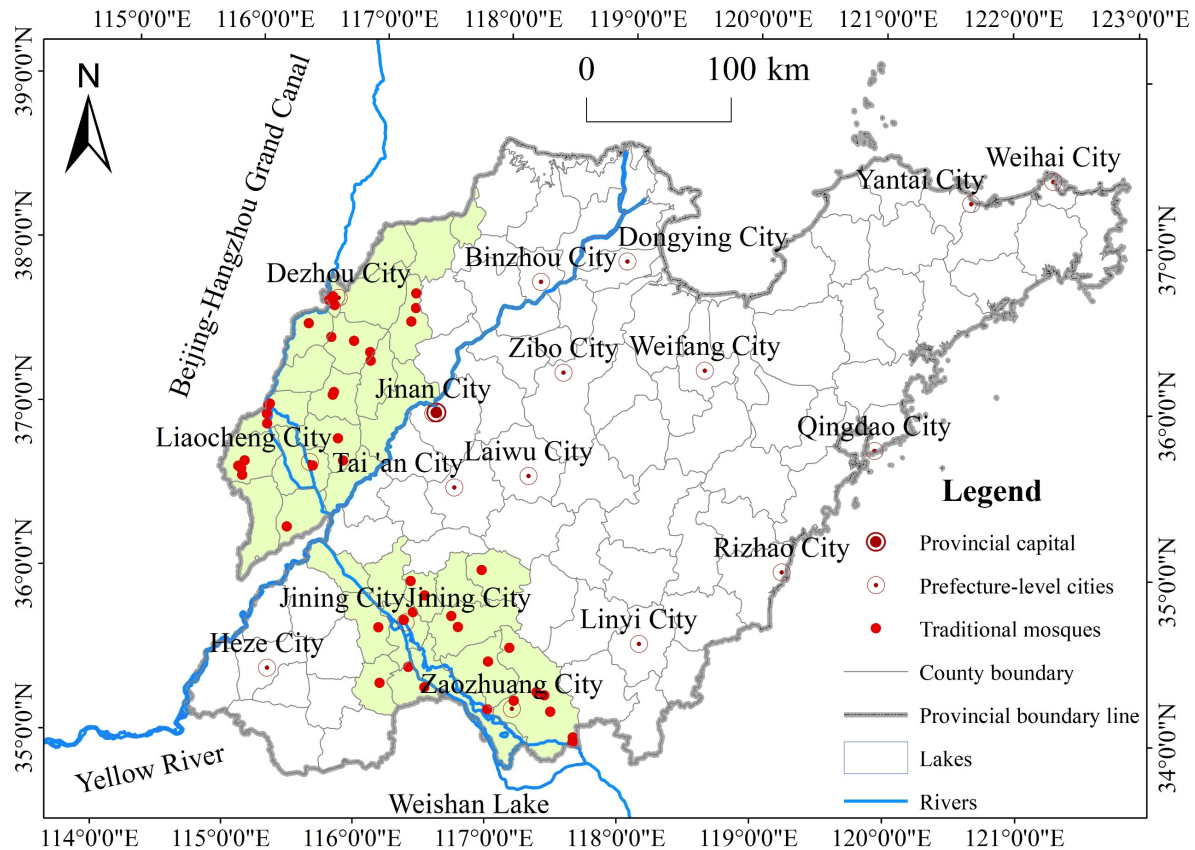 115°0'0"E 116°0'0"E 117°0'0"E 118°0'0"E 119°0'0"E 120°0'0"E 121°0'0"E 122°0'0"E 123°0'0"E
39°0'0"N
38°0'0"N
37°0'0"N
36°0'0"N
35°0'0"N
N
Beijing-Hangzhou Grand Canal
0 100 km
Weihai City
Yantai City
Dongying City
Binzhou City
Dezhou City
Zibo City
Weifang City
Jinan City
Qingdao City
Liaocheng City
Tai 'an City
Laiwu City
Rizhao City
Jining City
Jining City
Linyi City
Heze City
Zaozhuang City
Yellow River
Weishan Lake
Legend
Provincial capital
Prefecture-level cities
Traditional mosques
County boundary
Provincial boundary line
Lakes
Rivers
37°0'0"N
36°0'0"N
35°0'0"N
34°0'0"N
114°0'0"E 115°0'0"E 116°0'0"E 117°0'0"E 118°0'0"E 119°0'0"E 120°0'0"E 121°0'0"E